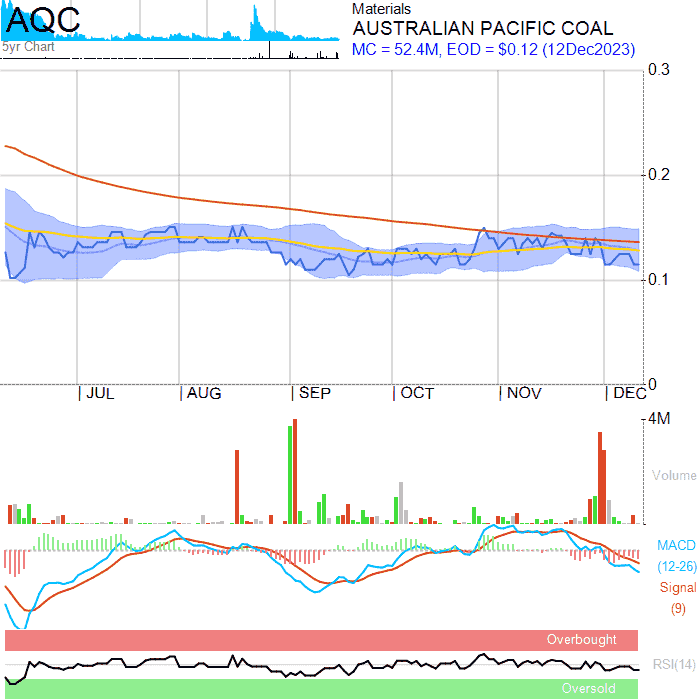 AQC
5yr Chart
Materials
AUSTRALIAN PACIFIC COAL
MC = 52.4M, EOD = $0.12 (12Dec2023)
0.3
0.2
0.1
0
| JUL | AUG | SEP | OCT | NOV | DEC
4M
Volume
MACD
(12-26)
Signal
(9)
Overbought
RSI(14)
Oversold